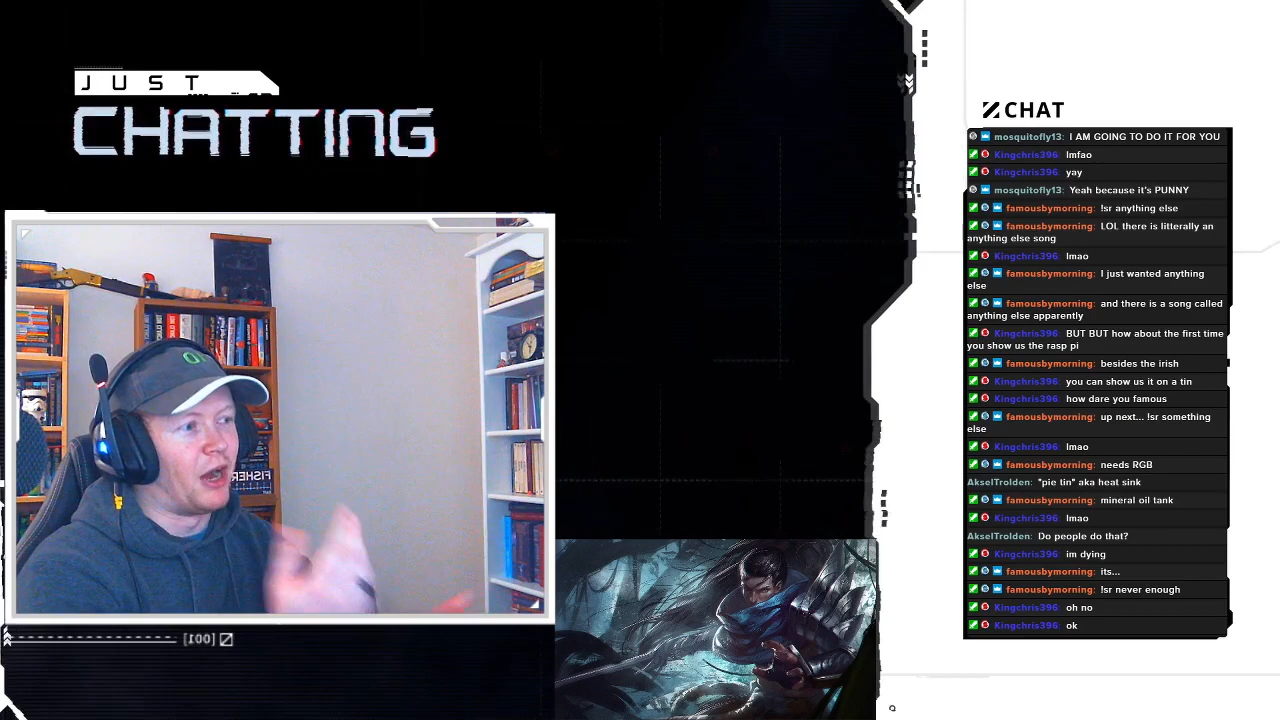 JUST
CHATTING
CHAT
mosquitofly13: I AM GOING TO DO IT FOR YOU
Kingchris396: lmfao
Kingchris396: yay
mosquitofly13: Yeah because it's PUNNY
famousbymorning: !sr anything else
famousbymorning: LOL there is litterally an
anything else song
Kingchris396: lmao
famousbymorning: I just wanted anything
else
famousbymorning: and there is a song called
anything else apparently
Kingchris396: BUT BUT how about the first time
you show us the rasp pi
famousbymorning: besides the irish
Kingchris396: you can show us it on a tin
Kingchris396: how dare you famous
famousbymorning: up next... !sr something
else
Kingchris396: lmao
famousbymorning: needs RGB
AkselTrolden: "pie tin" aka heat sink
famousbymorning: mineral oil tank
Kingchris396: lmao
AkselTrolden: Do people do that?
Kingchris396: im dying
famousbymorning: its...
famousbymorning: !sr never enough
Kingchris396: oh no
Kingchris396: ok
FISHER
[100]